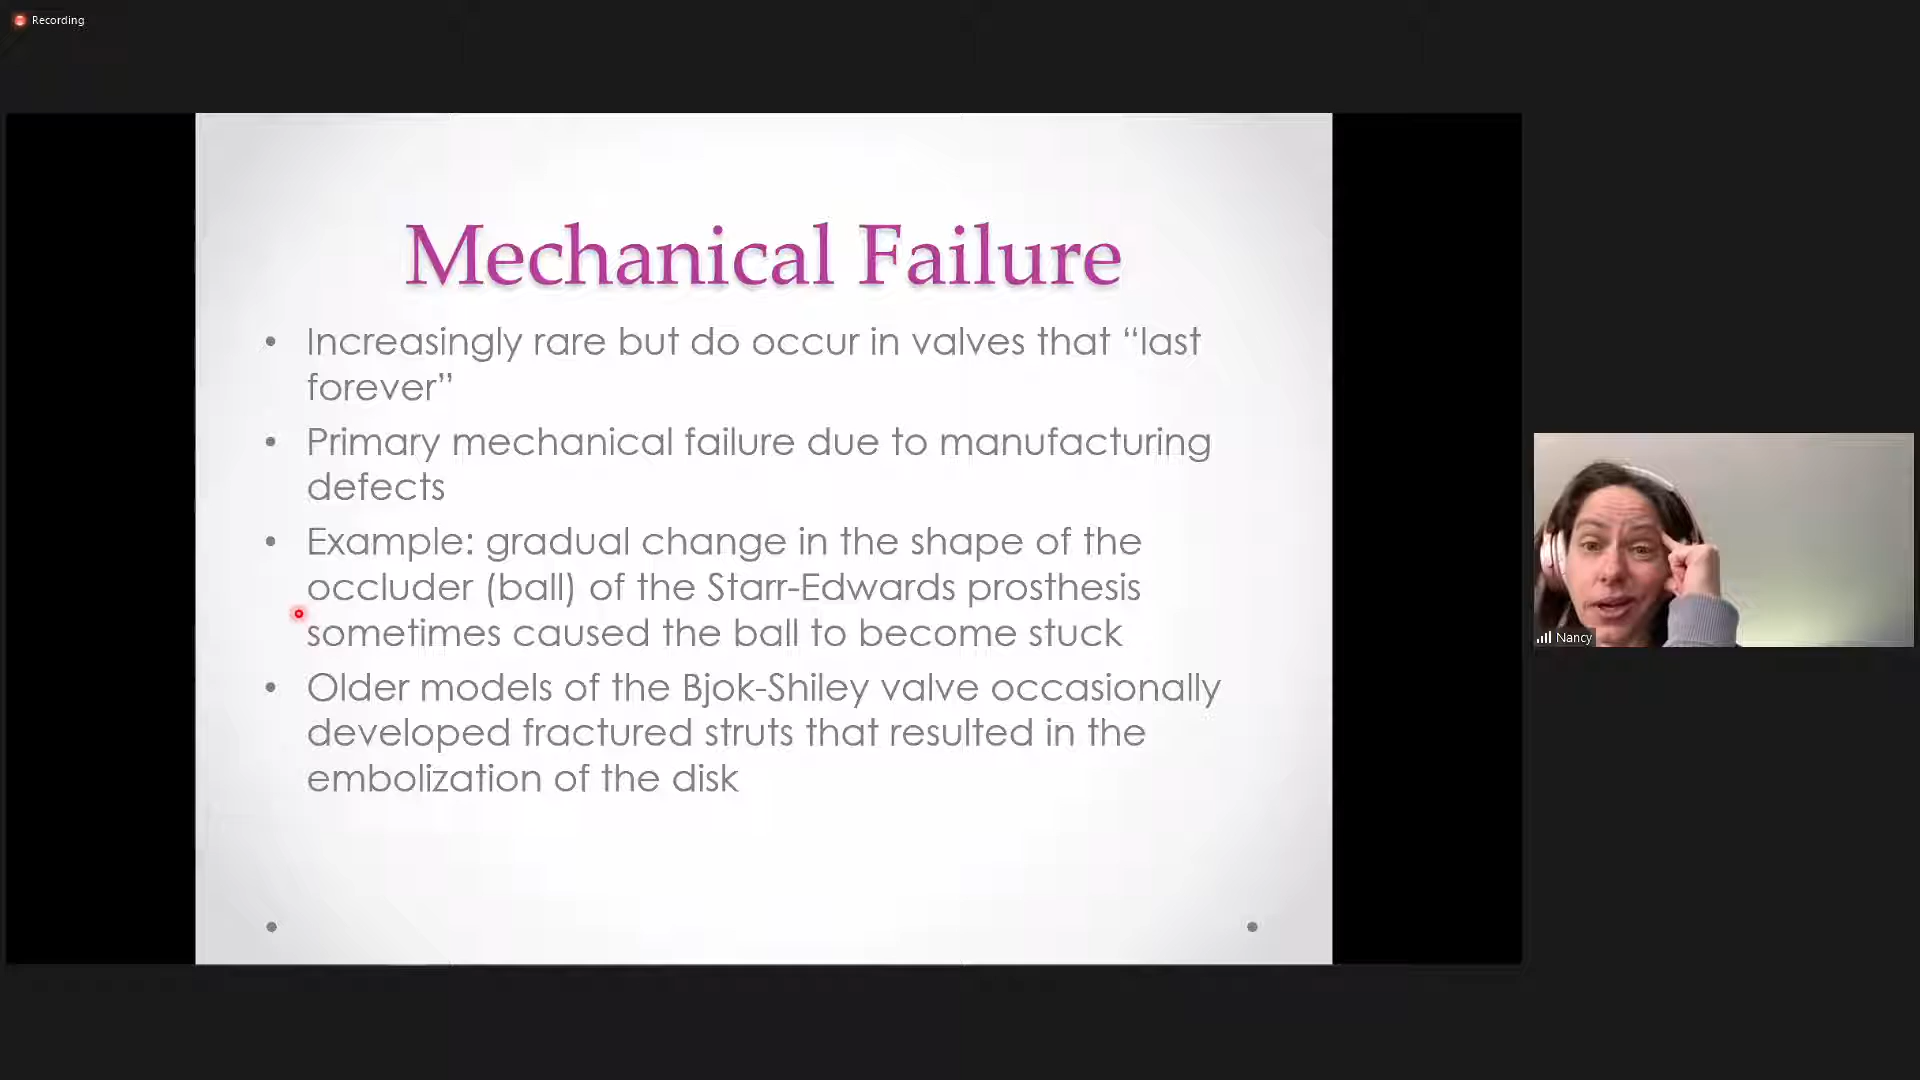 Recording
Mechanical Failure
• Increasingly rare but do occur in valves that “last
forever”
• Primary mechanical failure due to manufacturing
defects
• Example: gradual change in the shape of the
occluder (ball) of the Starr-Edwards prosthesis
sometimes caused the ball to become stuck
• Older models of the Bjok-Shiley valve occasionally
developed fractured struts that resulted in the
embolization of the disk
Nancy